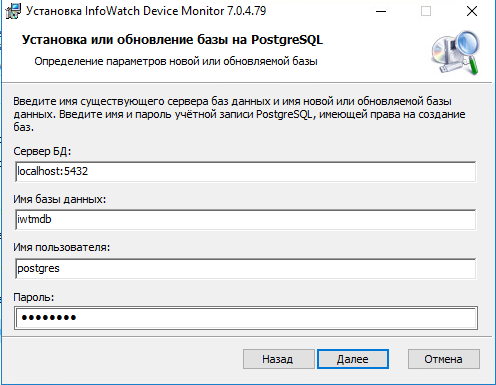 Установка InfoWatch Device Monitor 7.0.4.79
Установка или обновление базы на PostgreSQL
Определение параметров новой или обновляемой базы
Введите имя существующего сервера баз данных и имя новой или обновляемой базы
данных. Введите имя и пароль учётной записи PostgreSQL, имеющей права на создание
баз.
Сервер БД:
localhost:5432
Имя базы данных:
iwtmdb
Имя пользователя:
postgres
Пароль:
••••••••
Назад
Далее
Отмена